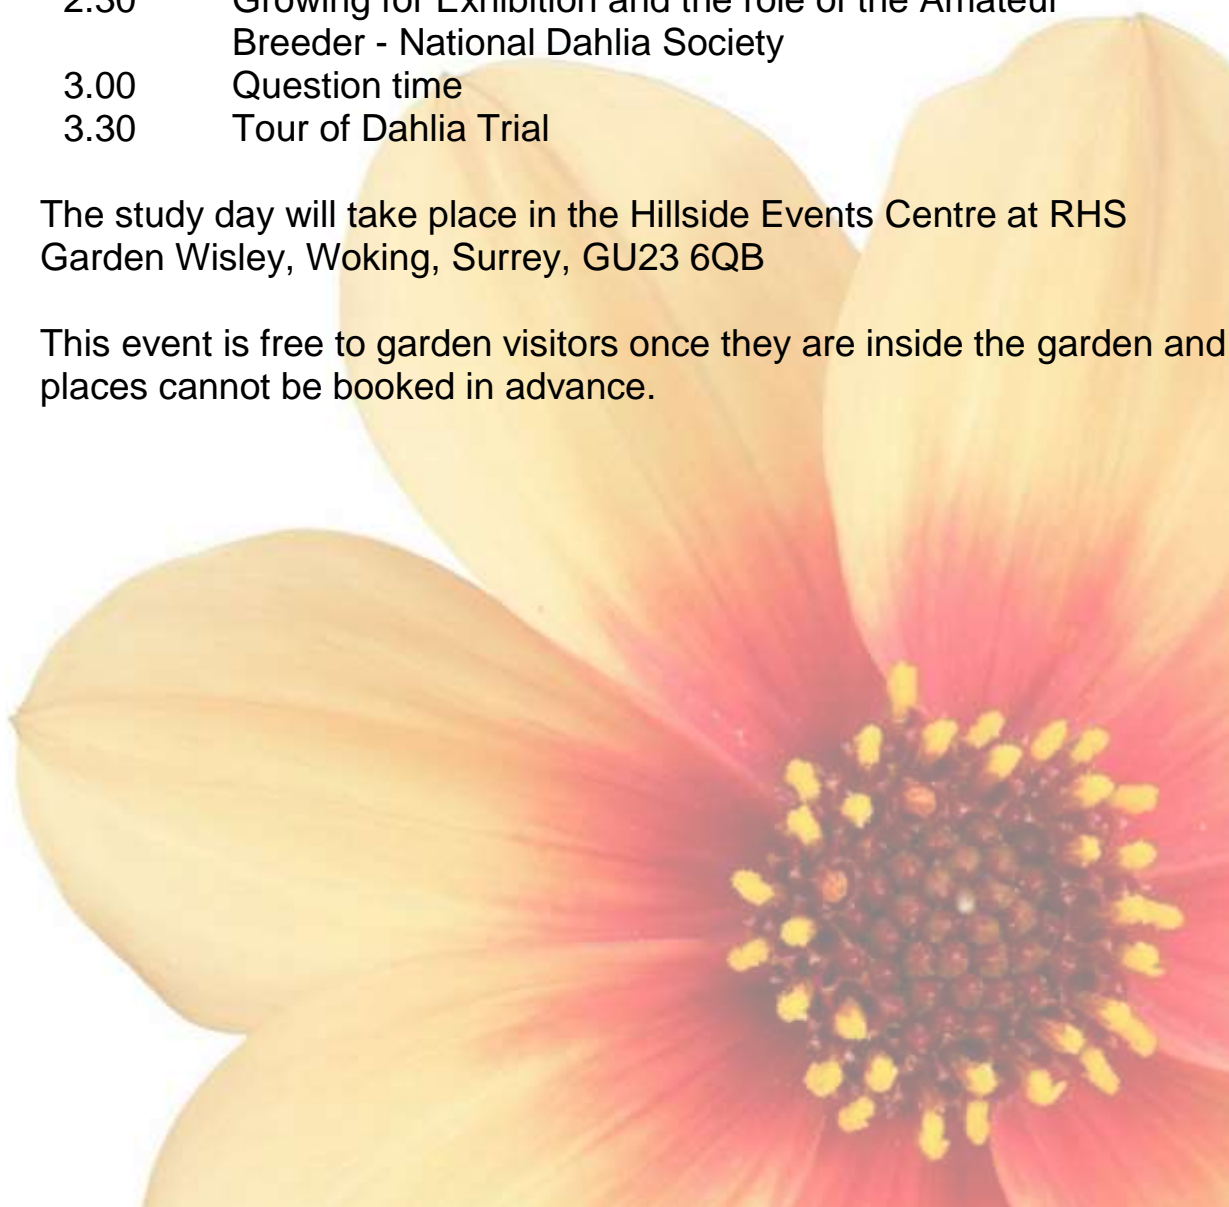 2.30 Growing for Exhibition and the role of the Amateur
Breeder - National Dahlia Society
3.00 Question time
3.30 Tour of Dahlia Trial
The study day will take place in the Hillside Events Centre at RHS
Garden Wisley, Woking, Surrey, GU23 6QB
This event is free to garden visitors once they are inside the garden and
places cannot be booked in advance.